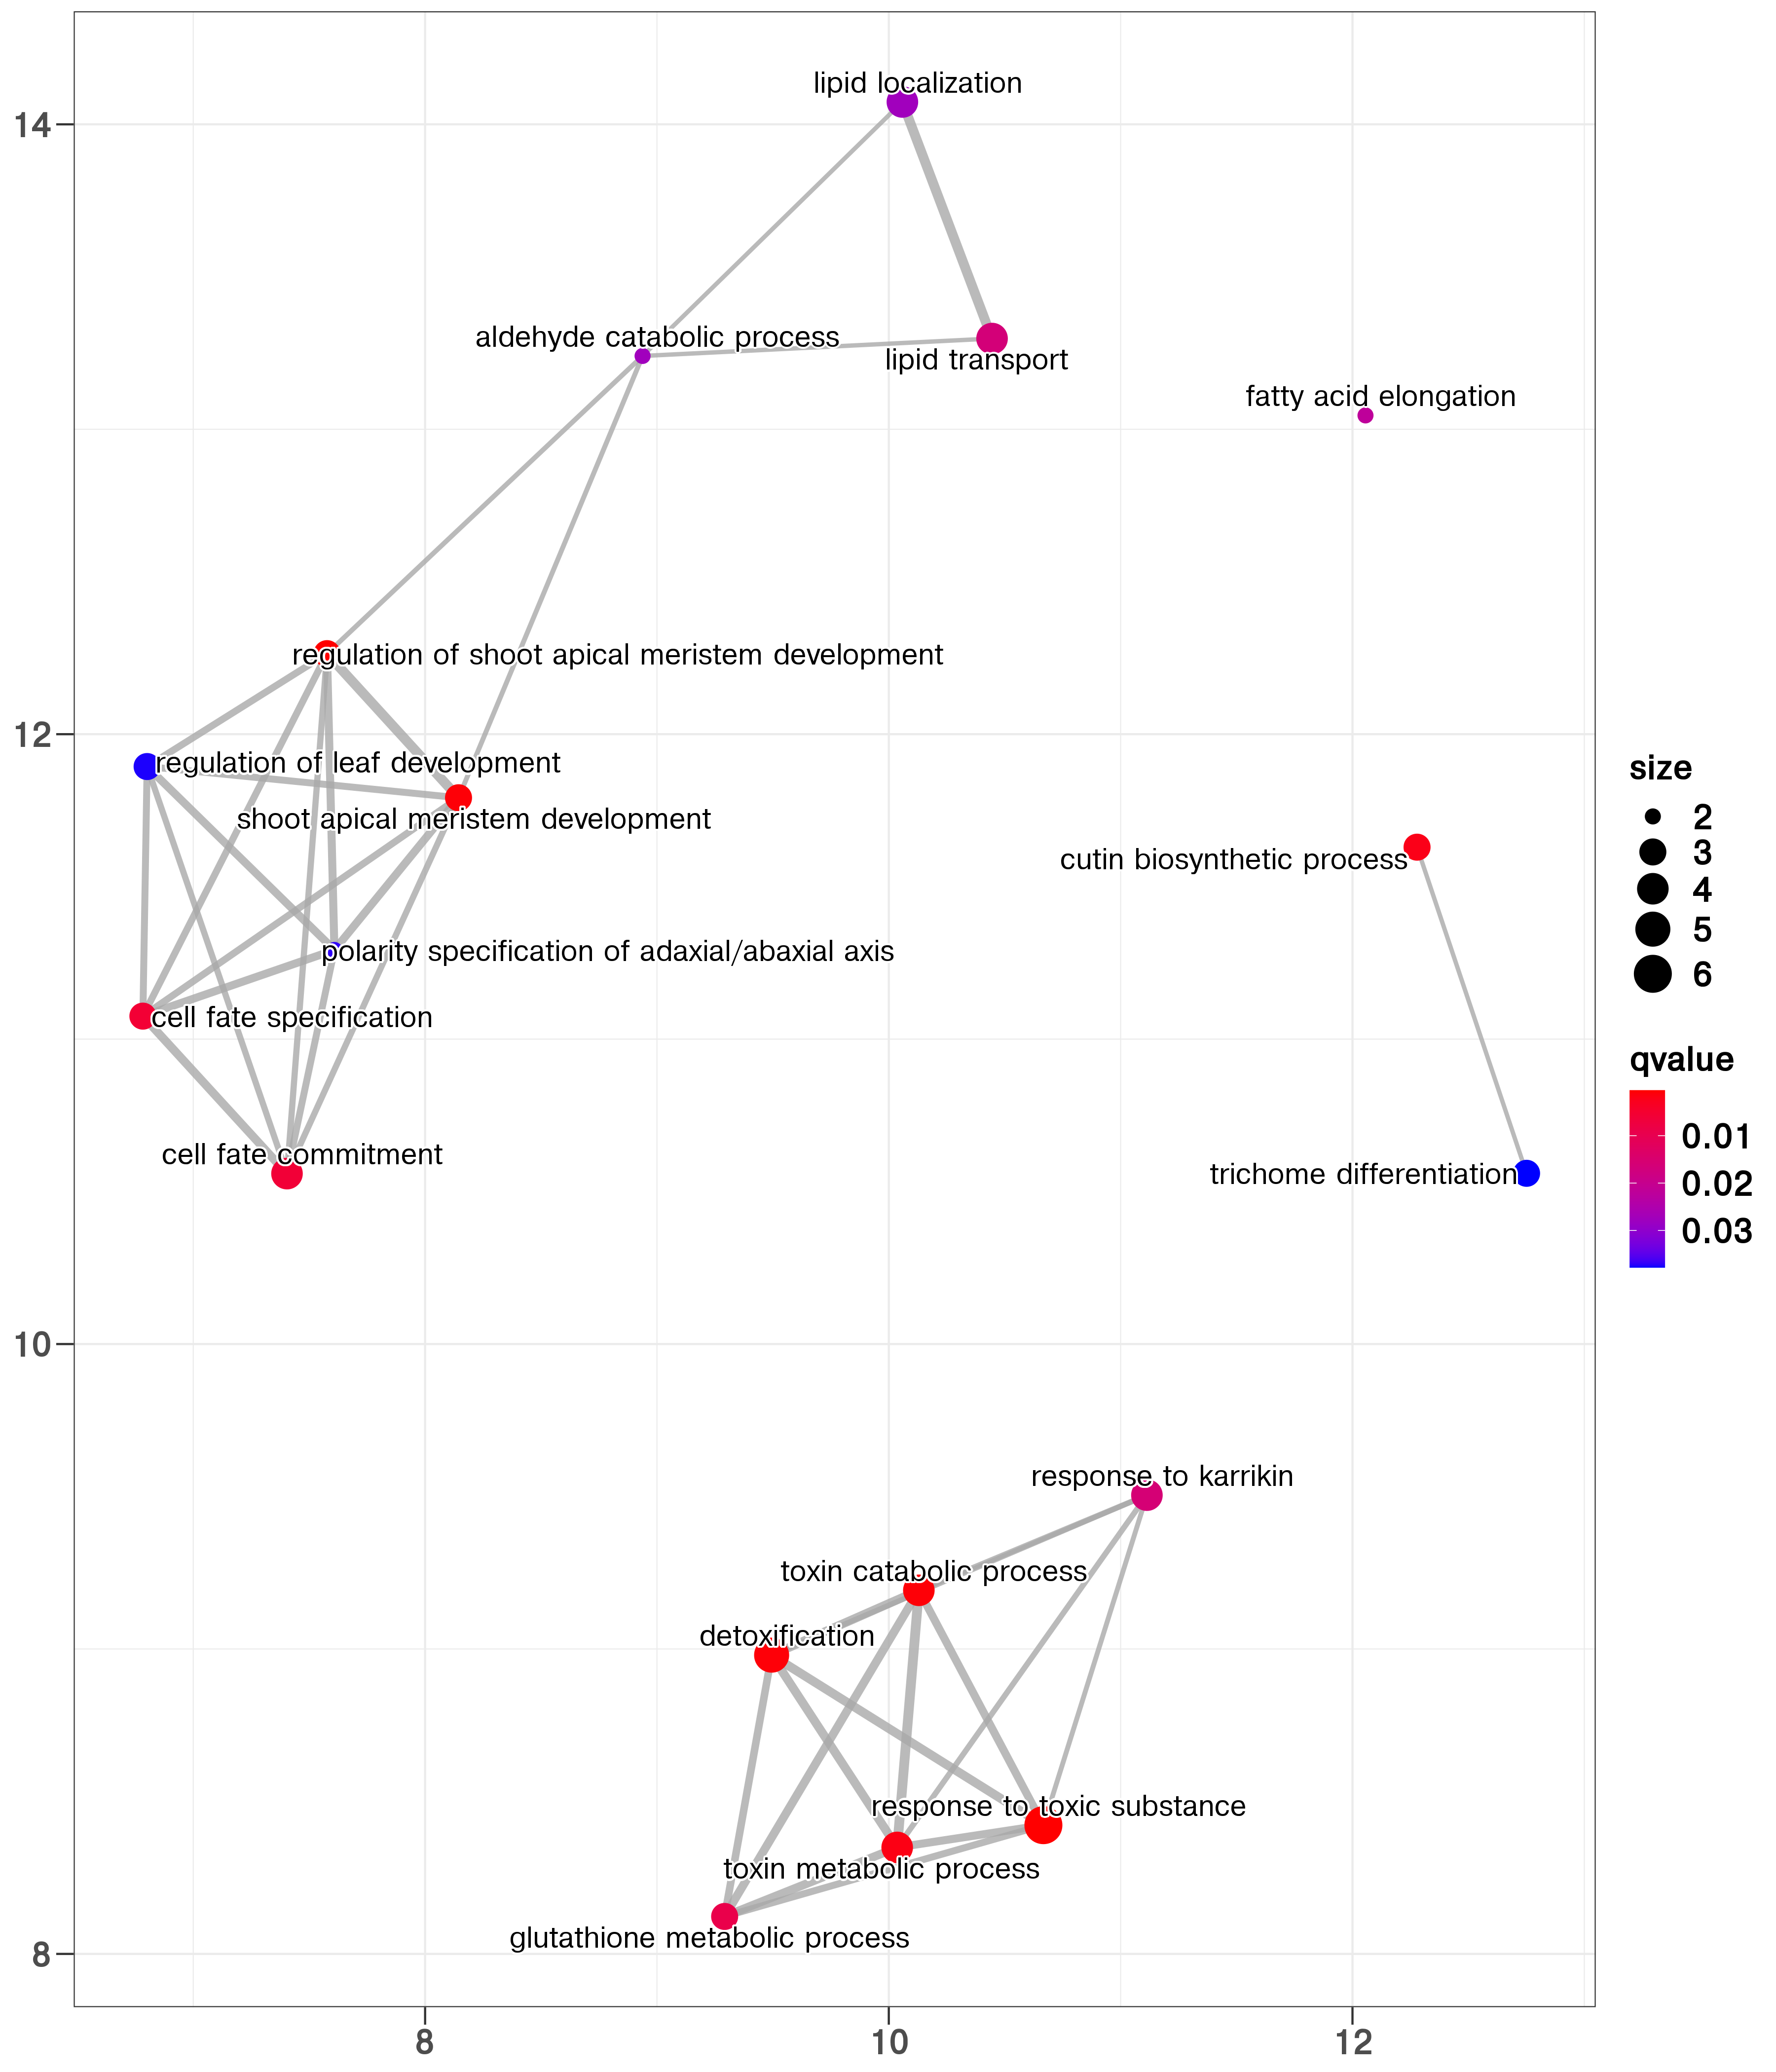 lipid localization
14
aldehyde catabolic process
lipid transport
fatty acid elongation
regulation of shoot apical meristem development
12
regulation of leaf development
shoot apical meristem development
cutin biosynthetic process
polarity specification of adaxial/abaxial axis
cell fate specification
cell fate commitment
trichome differentiation
10
response to karrikin
toxin catabolic process
detoxification
response to toxic substance
toxin metabolic process
glutathione metabolic process
8
8
10
12
size
2
3
4
5
6
qvalue
0.01
0.02
0.03